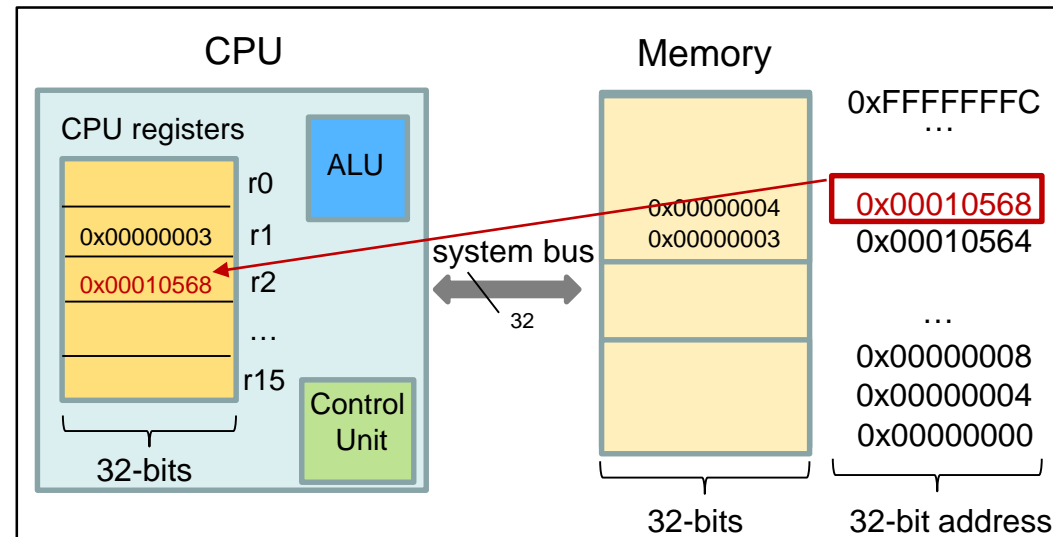 CPU
Memory
CPU registers
ALU
r0
0x00000003
r1
0x00010568
r2
…
r15
32-bits
Control
Unit
system bus
32
0x00000004
0x00000003
32-bits
0xFFFFFFFC
…
0x00010568
0x00010564
…
0x00000008
0x00000004
0x00000000
32-bit address